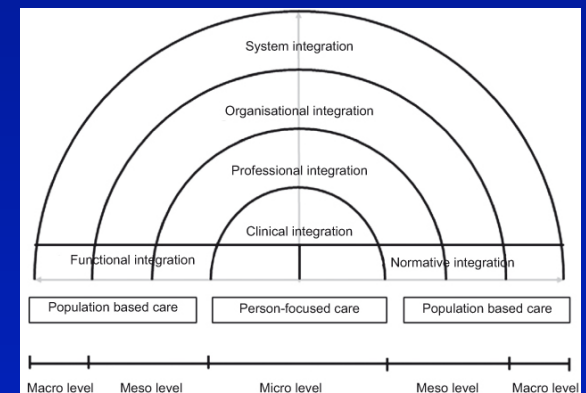 System integration
Organisational integration
Professional integration
Clinical integration
Functional integration
Normative integration
Population based care
Person-focused care
Population based care
Macro level
Meso level
Micro level
Meso level
Macro level